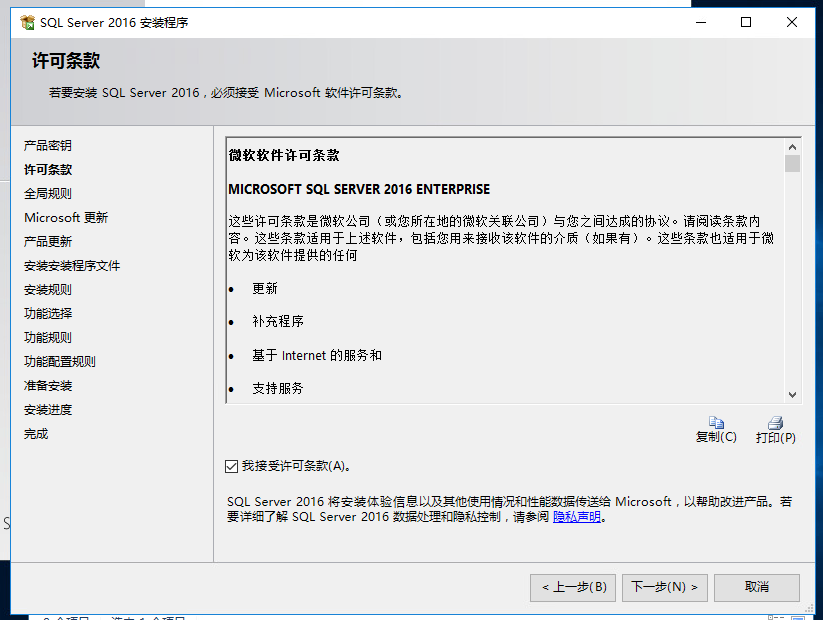 SQL Server 2016 安装程序
许可条款
若要安装 SQL Server 2016，必须接受 Microsoft 软件许可条款。
产品密钥
许可条款
全局规则
Microsoft 更新
产品更新
安装安装程序文件
安装规则
功能选择
功能规则
功能配置规则
准备安装
安装进度
完成
微软软件许可条款
MICROSOFT SQL SERVER 2016 ENTERPRISE
这些许可条款是微软公司（或您所在地的微软关联公司）与您之间达成的协议。请阅读条款内
容。这些条款适用于上述软件，包括您用来接收该软件的介质（如果有）。这些条款也适用于微
软为该软件提供的任何
• 更新
• 补充程序
• 基于 Internet 的服务和
• 支持服务
复制(C) 打印(P)
我接受许可条款(A)。
SQL Server 2016 将安装体验信息以及其他使用情况和性能数据传送给 Microsoft，以帮助改进产品。若
要详细了解 SQL Server 2016 数据处理和隐私控制，请参阅 隐私声明。
< 上一步(B) 下一步(N) > 取消